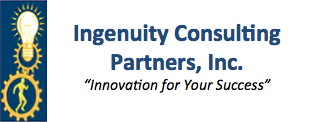 Ingenuity Consulting
Partners, Inc.
“Innovation for Your Success”